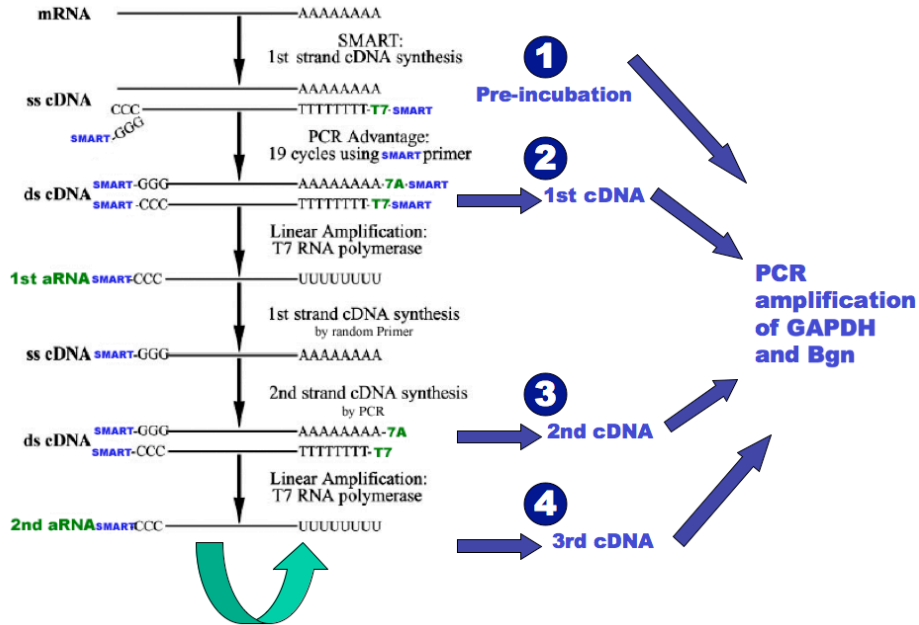 mRNA AAAAAAAA
SMART:
1st strand cDNA synthesis
AAAAAAAA
ss cDNA CCC TTTTTTTT-T7-SMART
SMART-GGG
PCR Advantage:
19 cycles using SMART primer
SMART-GGG AAAAAAAA-7A-SMART
ds cDNA
SMART-CCC TTTTTTTT-T7-SMART
Linear Amplification:
T7 RNA polymerase
1st aRNA SMART-CCC UUUUUUUU
1st strand cDNA synthesis
by random Primer
ss cDNA SMART-GGG AAAAAAAA
2nd strand cDNA synthesis
by PCR
SMART-GGG AAAAAAAA-7A
ds cDNA
SMART-CCC TTTTTTTT-T7
Linear Amplification:
T7 RNA polymerase
2nd aRNA SMART-CCC UUUUUUUU
1
Pre-incubation
2
1st cDNA
3
2nd cDNA
4
3rd cDNA
PCR
amplification
of GAPDH
and Bgn